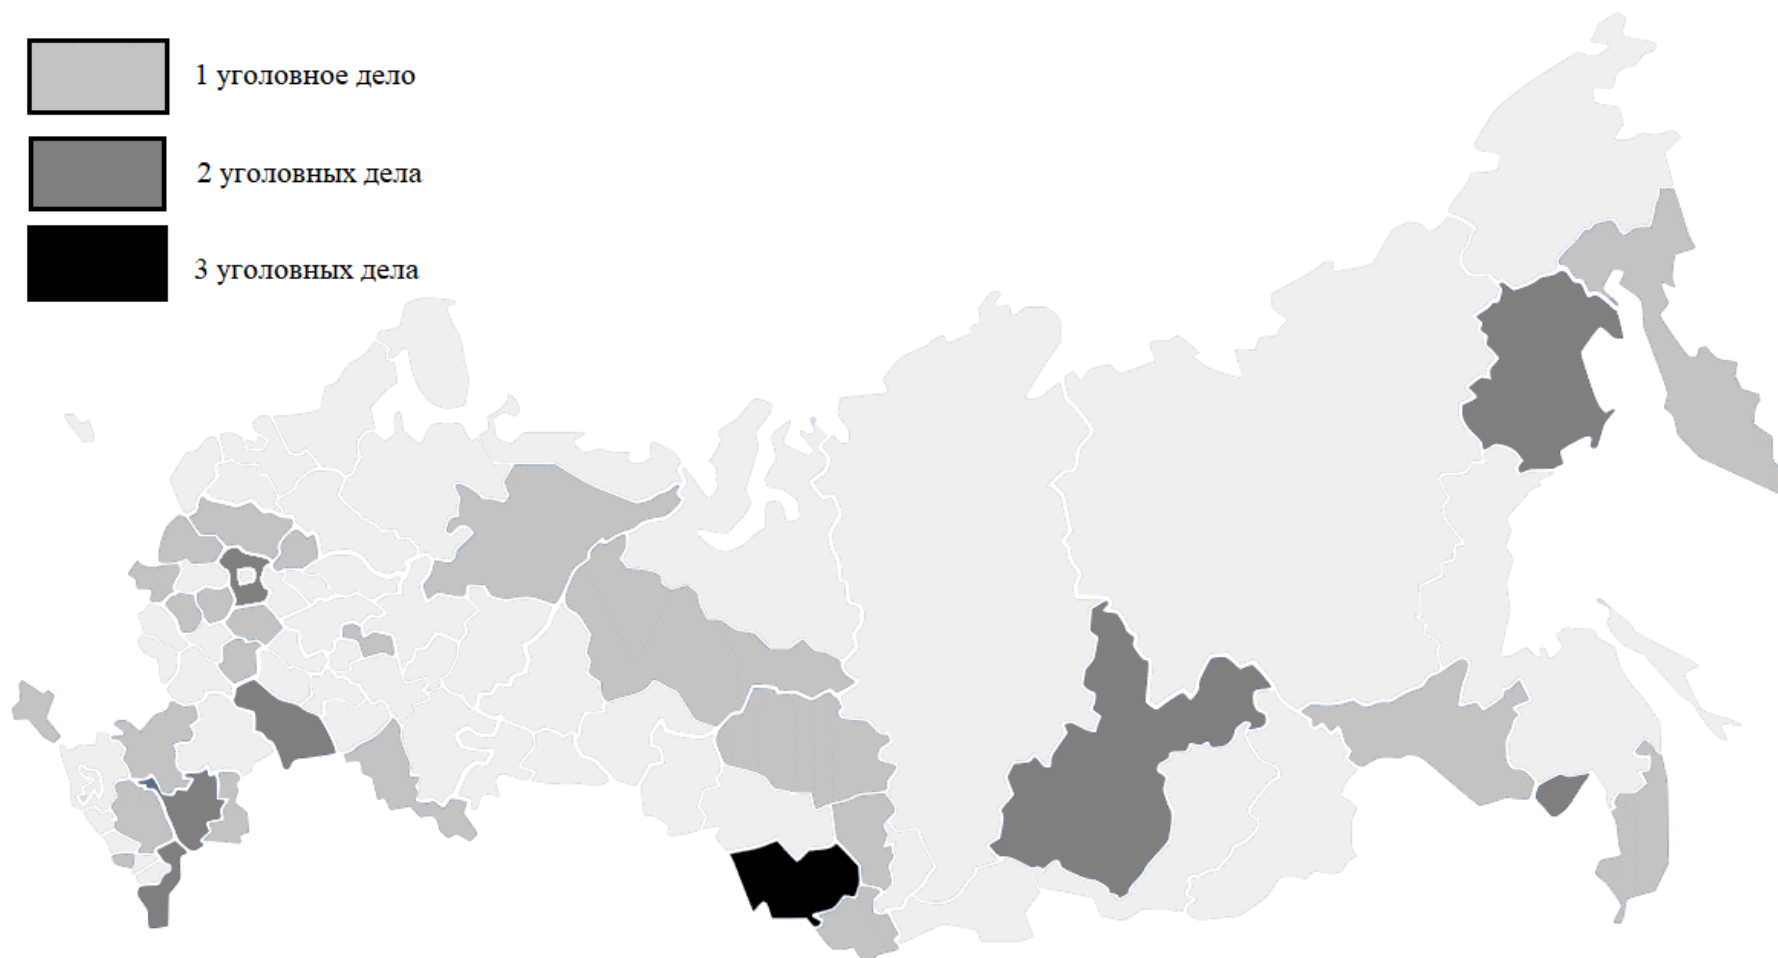 1 уголовное дело
2 уголовных дела
3 уголовных дела